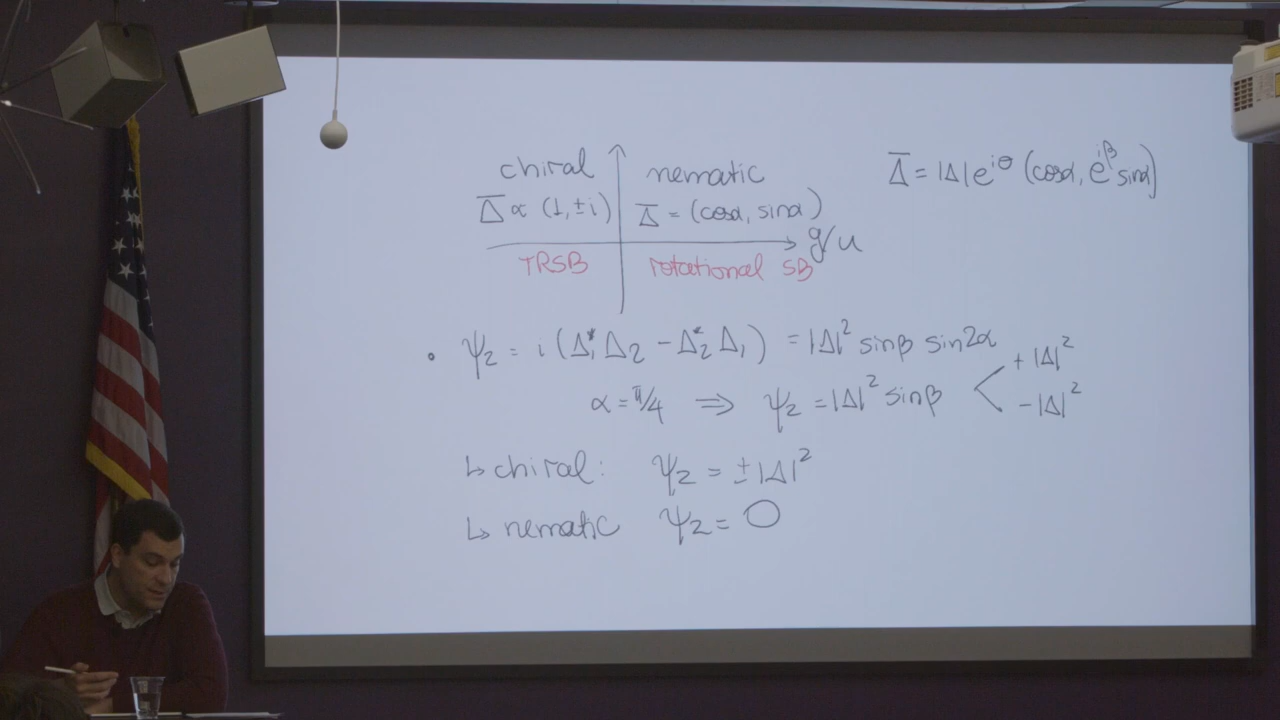 chiral
nematic
Δ̄ = |Δ|e^{iθ} (cosα, e^{iβ} sinα)
Δ̄ ∝ (1, ±i)
Δ̄ = (cosα, sinα)
g/u
TRSB
rotational SB
• ψ₂ = i (Δ₁* Δ₂ - Δ₂* Δ₁) = |Δ|² sinβ sin2α
α = π/4 ⇒ ψ₂ = |Δ|² sinβ < +|Δ|²
-|Δ|²
↳ chiral: ψ₂ = ±|Δ|²
↳ nematic ψ₂ = 0